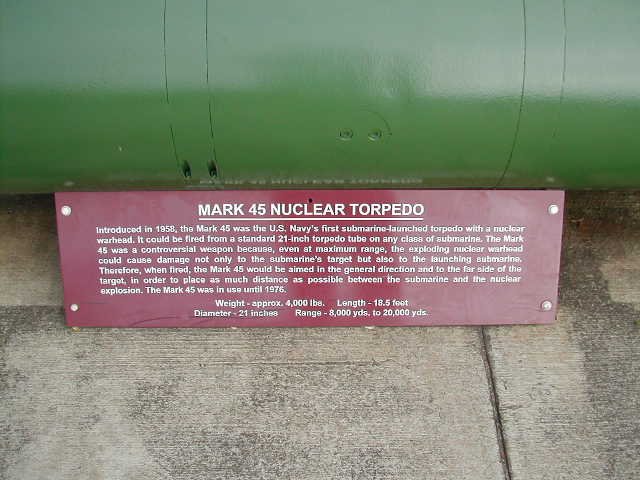 MARK 45 NUCLEAR TORPEDO
Introduced in 1958, the Mark 45 was the U.S. Navy's first submarine-launched torpedo with a nuclear
warhead. It could be fired from a standard 21-inch torpedo tube on any class of submarine. The Mark
45 was a controversial weapon because, even at maximum range, the exploding nuclear warhead
could cause damage not only to the submarine's target but also to the launching submarine.
Therefore, when fired, the Mark 45 would be aimed in the general direction and to the far side of the
target, in order to place as much distance as possible between the submarine and the nuclear
explosion. The Mark 45 was in use until 1976.
Weight - approx. 4,000 lbs. Length - 18.5 feet
Diameter - 21 inches Range - 8,000 yds. to 20,000 yds.